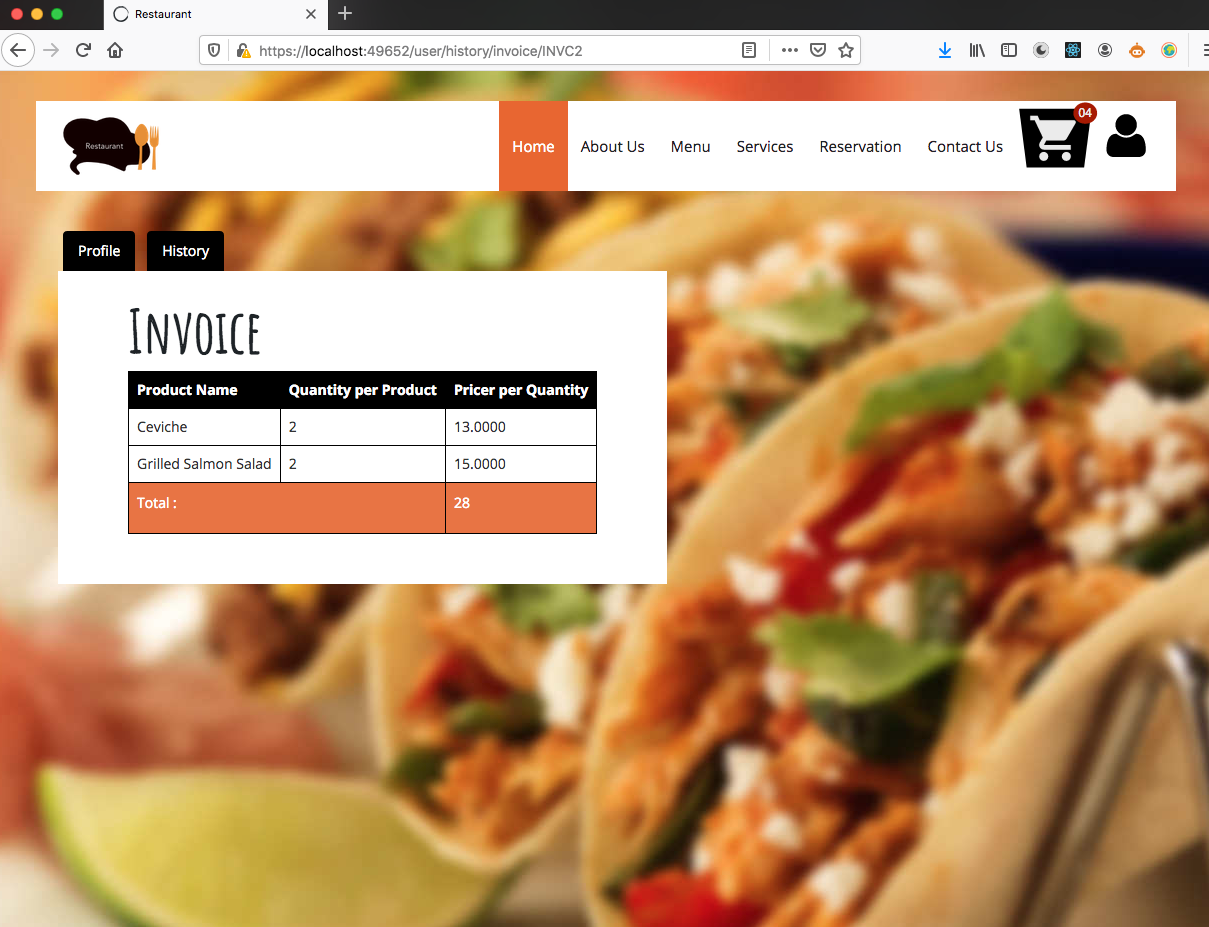 Restaurant
https://localhost:49652/user/history/invoice/INVC2
Restaurant
Home About Us Menu Services Reservation Contact Us 04
Profile History
Invoice
Product Name Quantity per Product Pricer per Quantity
Ceviche 2 13.0000
Grilled Salmon Salad 2 15.0000
Total : 28